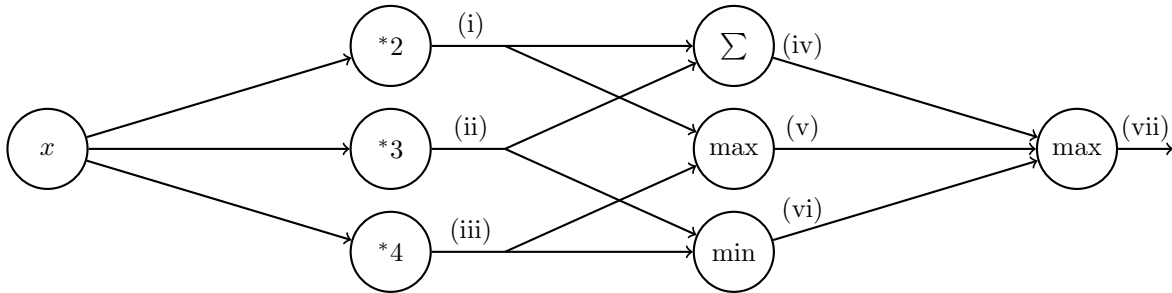 *2 (i) ∑ (iv)
x *3 (ii) max (v) max (vii)
*4 (iii) min (vi)